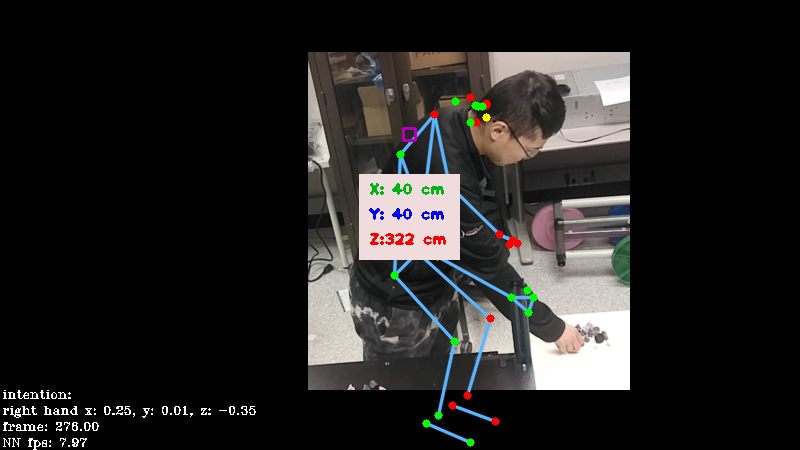 X: 40 cm
Y: 40 cm
Z:322 cm
intention:
right hand x: 0.25, y: 0.01, z: -0.35
frame: 276.00
NN fps: 7.97